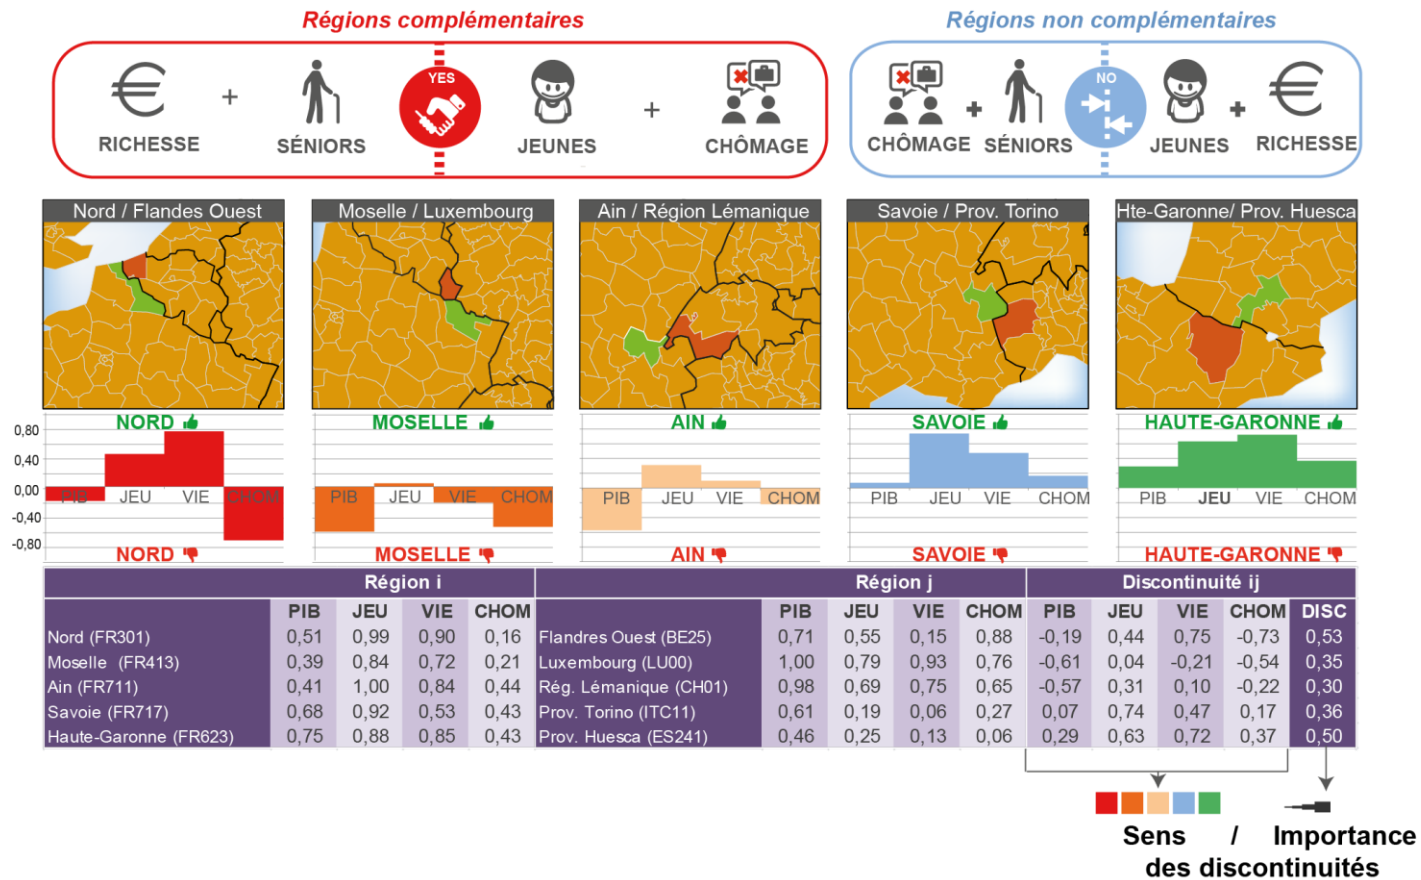 Régions complémentaires
Régions non complémentaires
RICHESSE + SÉNIORS YES JEUNES + CHÔMAGE
CHÔMAGE + SÉNIORS NO JEUNES + RICHESSE
Nord / Flandes Ouest
Moselle / Luxembourg
Ain / Région Lémanique
Savoie / Prov. Torino
Hte-Garonne/ Prov. Huesca
NORD MOSELLE AIN SAVOIE HAUTE-GARONNE
0,80
0,40
0,00
-0,40
-0,80
PIB JEU VIE CHOM
PIB JEU VIE CHOM
PIB JEU VIE CHOM
PIB JEU VIE CHOM
PIB JEU VIE CHOM
NORD MOSELLE AIN SAVOIE HAUTE-GARONNE
Région i Région j Discontinuité ij
PIB JEU VIE CHOM PIB JEU VIE CHOM PIB JEU VIE CHOM DISC
Nord (FR301) 0,51 0,99 0,90 0,16 Flandres Ouest (BE25) 0,71 0,55 0,15 0,88 -0,19 0,44 0,75 -0,73 0,53
Moselle (FR413) 0,39 0,84 0,72 0,21 Luxembourg (LU00) 1,00 0,79 0,93 0,76 -0,61 0,04 -0,21 -0,54 0,35
Ain (FR711) 0,41 1,00 0,84 0,44 Rég. Lémanique (CH01) 0,98 0,69 0,75 0,65 -0,57 0,31 0,10 -0,22 0,30
Savoie (FR717) 0,68 0,92 0,53 0,43 Prov. Torino (ITC11) 0,61 0,19 0,06 0,27 0,07 0,74 0,47 0,17 0,36
Haute-Garonne (FR623) 0,75 0,88 0,85 0,43 Prov. Huesca (ES241) 0,46 0,25 0,13 0,06 0,29 0,63 0,72 0,37 0,50
Sens / Importance
des discontinuités